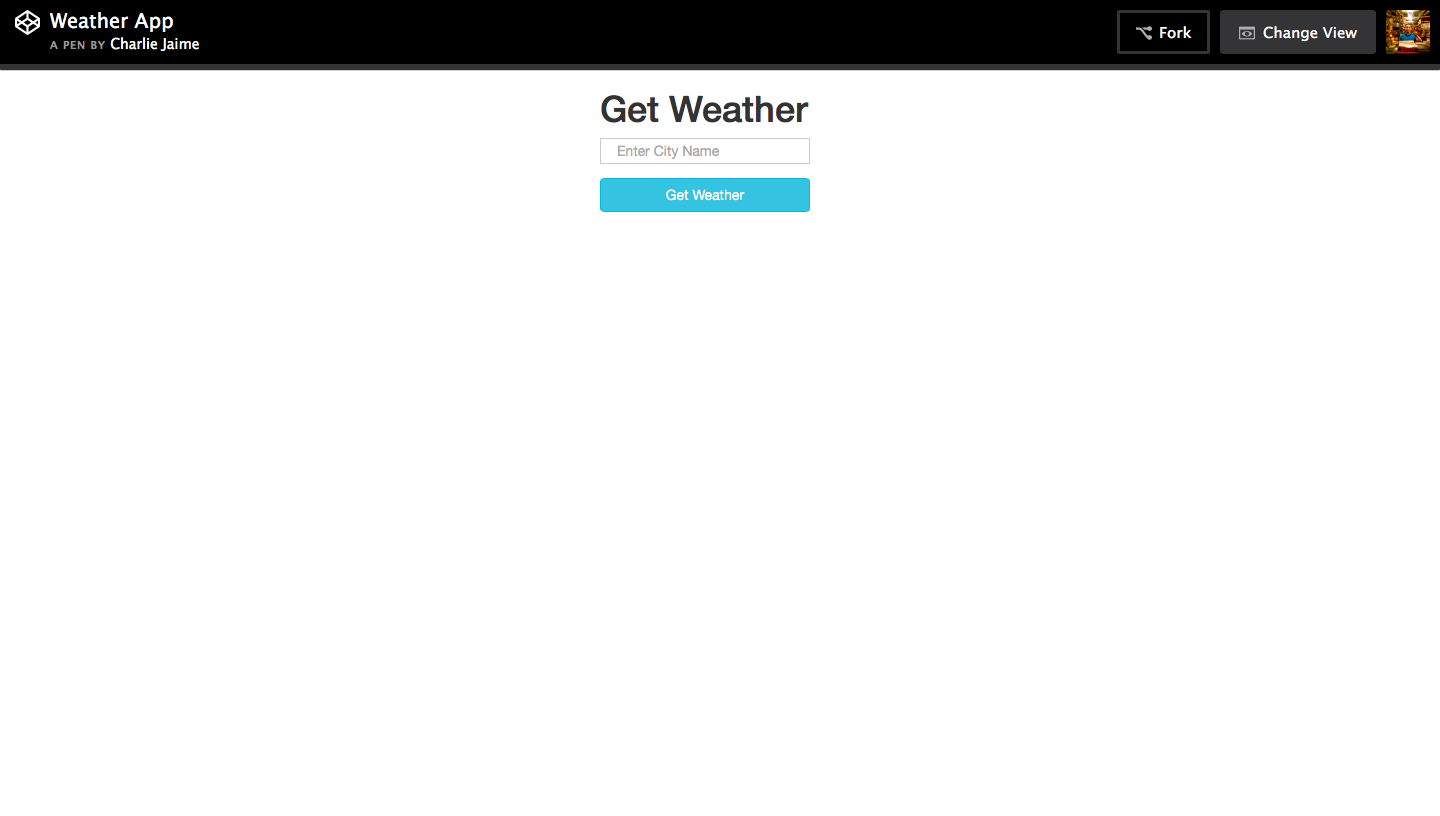 Weather App
A PEN BY Charlie Jaime
Fork
Change View
Get Weather
Enter City Name
Get Weather